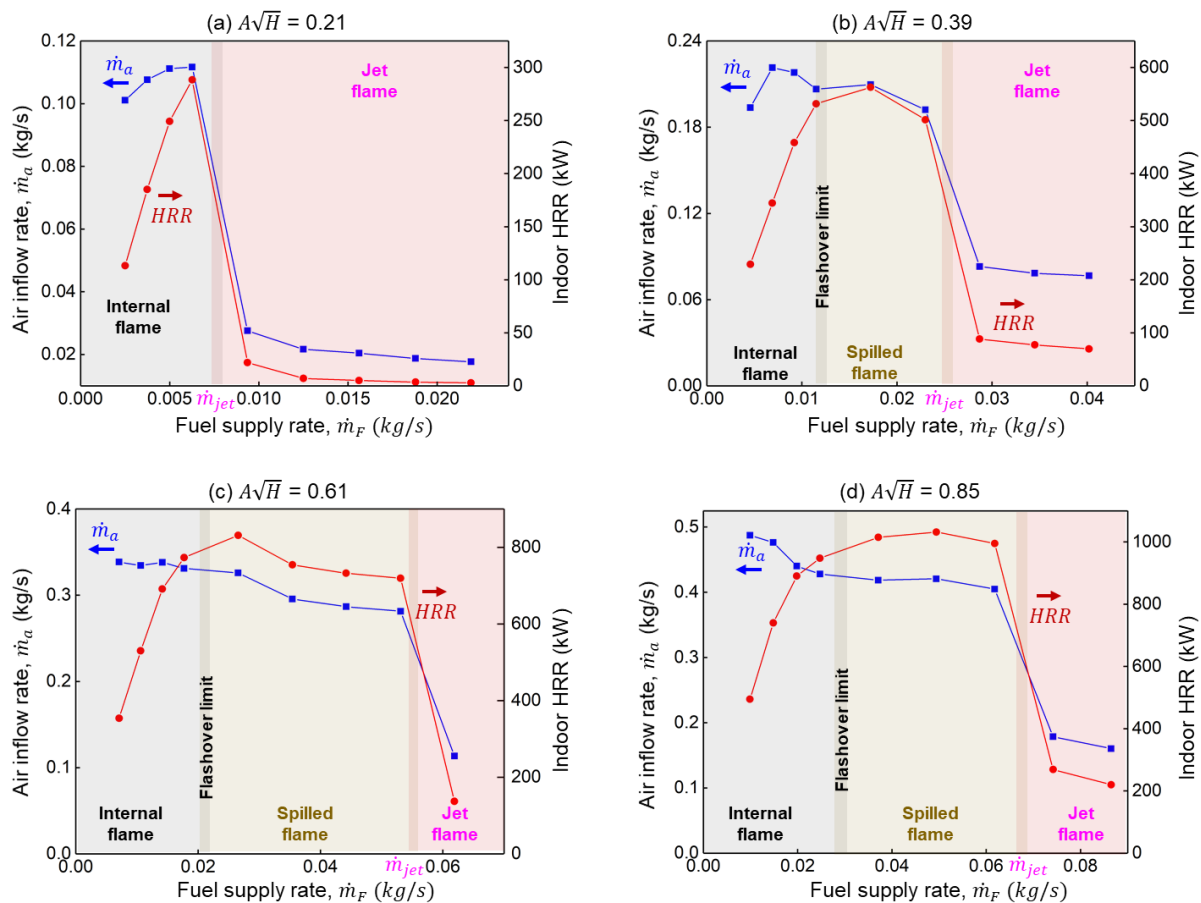 (a) A√H = 0.21
Air inflow rate, ṁₐ (kg/s)
0.12
0.10
0.08
0.06
0.04
0.02
ṁₐ
HRR
Internal
flame
Jet
flame
300
250
200
150
100
50
0
Indoor HRR (kW)
0.000
0.005
ṁ_jet
0.010
0.015
0.020
Fuel supply rate, ṁ_F (kg/s)
(b) A√H = 0.39
Air inflow rate, ṁₐ (kg/s)
0.24
0.18
0.12
0.06
0.00
ṁₐ
Flashover limit
HRR
Internal
flame
Spilled
flame
Jet
flame
600
500
400
300
200
100
0
Indoor HRR (kW)
0.00
0.01
0.02
ṁ_jet
0.03
0.04
Fuel supply rate, ṁ_F (kg/s)
(c) A√H = 0.61
Air inflow rate, ṁₐ (kg/s)
0.4
0.3
0.2
0.1
0.0
ṁₐ
HRR
Flashover limit
Internal
flame
Spilled
flame
Jet
flame
800
600
400
200
0
Indoor HRR (kW)
0.00
0.02
0.04
ṁ_jet
0.06
Fuel supply rate, ṁ_F (kg/s)
(d) A√H = 0.85
Air inflow rate, ṁₐ (kg/s)
0.5
0.4
0.3
0.2
0.1
0.0
ṁₐ
HRR
Flashover limit
Internal
flame
Spilled
flame
Jet
flame
1000
800
600
400
200
0
Indoor HRR (kW)
0.00
0.02
0.04
0.06
ṁ_jet
0.08
Fuel supply rate, ṁ_F (kg/s)